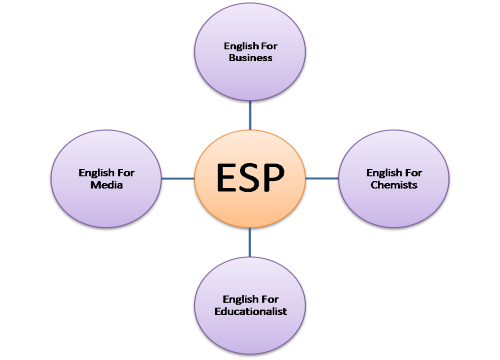 English For
Business
English For
Media
ESP
English For
Chemists
English For
Educationalist